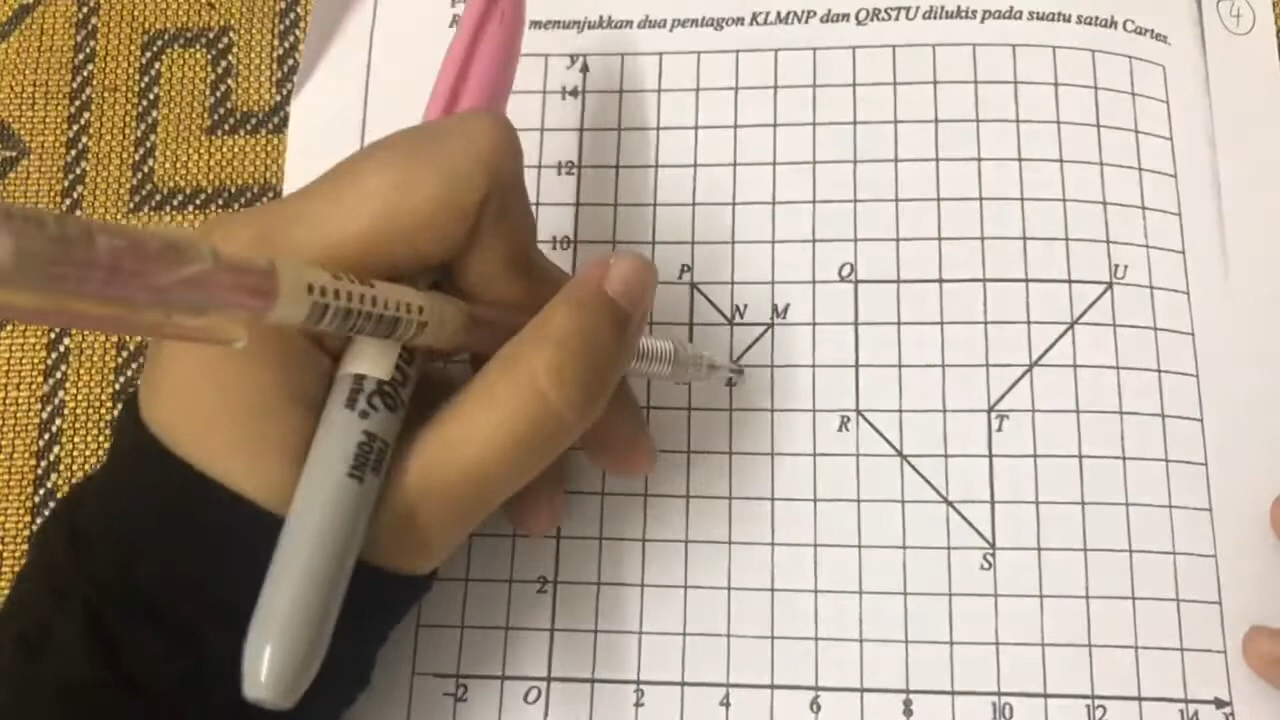 4
menunjukkan dua pentagon KLMNP dan QRSTU dilukis pada suatu satah Cartes.
y
14
12
10
P
Q
U
N
M
L
R
T
S
2
-2
O
2
4
6
8
10
12
14
FINE
POINT